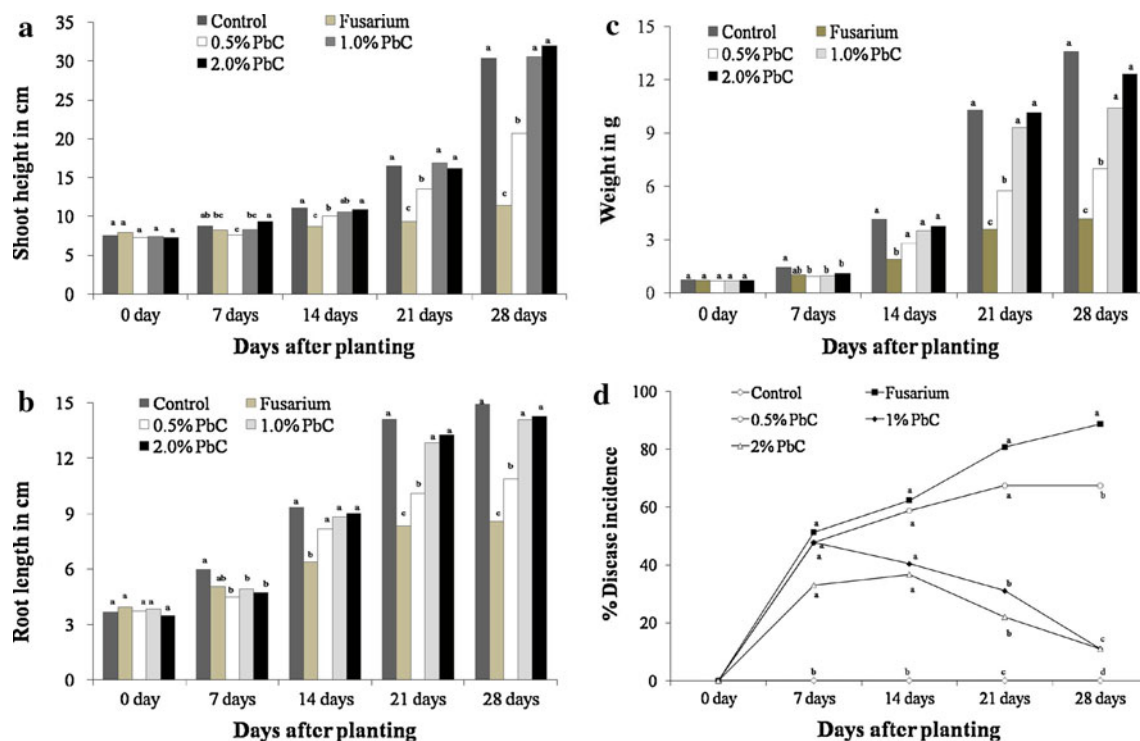 a
35
30
25
20
15
10
5
0
Shoot height in cm
Control
Fusarium
0.5% PbC
1.0% PbC
2.0% PbC
a a a a a
ab bc c bc a
a c b ab a
a c b a a
a c b a a
0 day
7 days
14 days
21 days
28 days
Days after planting
c
15
12
9
6
3
0
Weight in g
Control
Fusarium
0.5% PbC
1.0% PbC
2.0% PbC
a a a a a
a ab b b b
a b a a a
a c b a a
a c b a a
0 day
7 days
14 days
21 days
28 days
Days after planting
b
15
12
9
6
3
0
Root length in cm
Control
Fusarium
0.5% PbC
1.0% PbC
2.0% PbC
a a a a a
a ab b b b
a b a a a
a c b a a
a c b a a
0 day
7 days
14 days
21 days
28 days
Days after planting
d
100
80
60
40
20
0
% Disease incidence
Control
Fusarium
0.5% PbC
1% PbC
2% PbC
a a a a b
a a b
a a a b
a a b c
b b c d
0 day
7 days
14 days
21 days
28 days
Days after planting